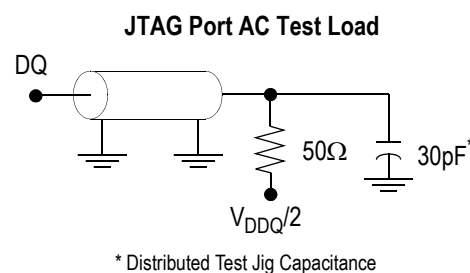 JTAG Port AC Test Load
DQ
50Ω
30pF*
VDDQ/2
* Distributed Test Jig Capacitance